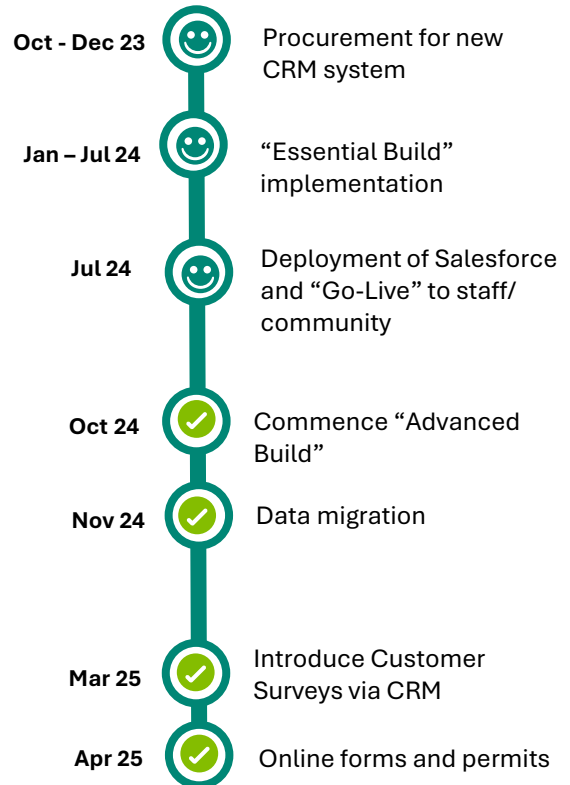 Oct - Dec 23
Procurement for new
CRM system
Jan – Jul 24
“Essential Build”
implementation
Jul 24
Deployment of Salesforce
and “Go-Live” to staff/
community
Oct 24
Commence “Advanced
Build”
Nov 24
Data migration
Mar 25
Introduce Customer
Surveys via CRM
Apr 25
Online forms and permits